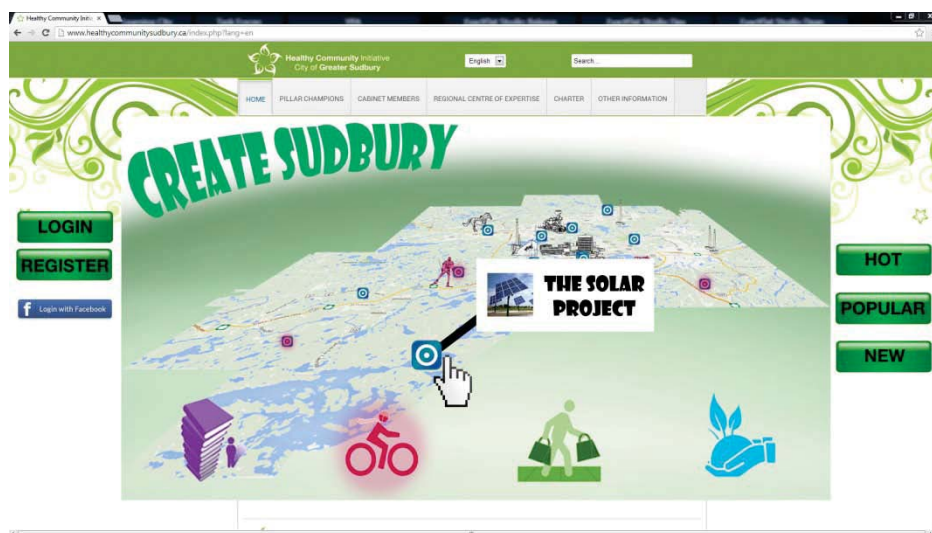 Healthy Community Initi
www.healthycommunitysudbury.ca/index.php?lang=en
Healthy Community Initiative
City of Greater Sudbury
English
Search...
HOME
PILLAR CHAMPIONS
CABINET MEMBERS
REGIONAL CENTRE OF EXPERTISE
CHARTER
OTHER INFORMATION
CREATE SUDBURY
LOGIN
REGISTER
f Login with Facebook
THE SOLAR
PROJECT
HOT
POPULAR
NEW